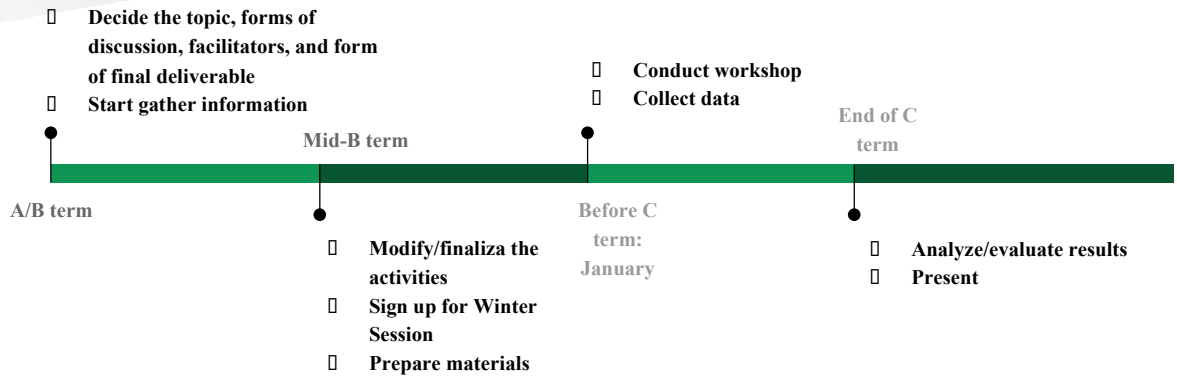 Decide the topic, forms of
discussion, facilitators, and form
of final deliverable
Start gather information
A/B term
Mid-B term
Modify/finaliza the
activities
Sign up for Winter
Session
Prepare materials
Conduct workshop
Collect data
Before C
term:
January
End of C
term
Analyze/evaluate results
Present